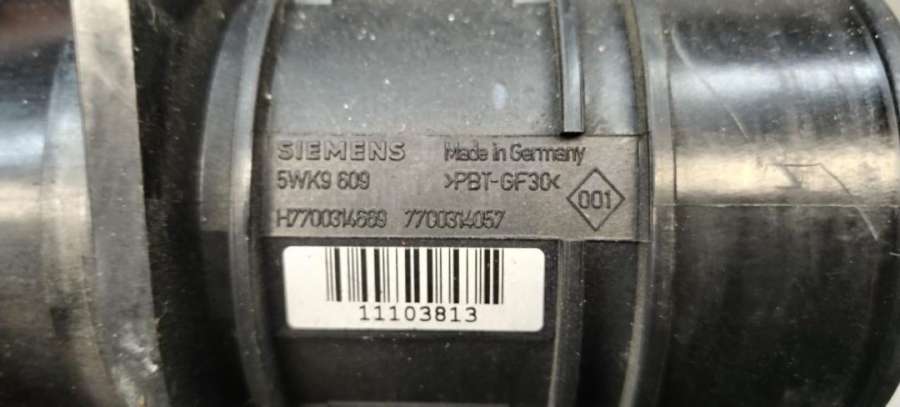 SIEMENS Made in Germany
5WK9 609 >PBT-GF30< 001
H7700314669 7700314057
11103813